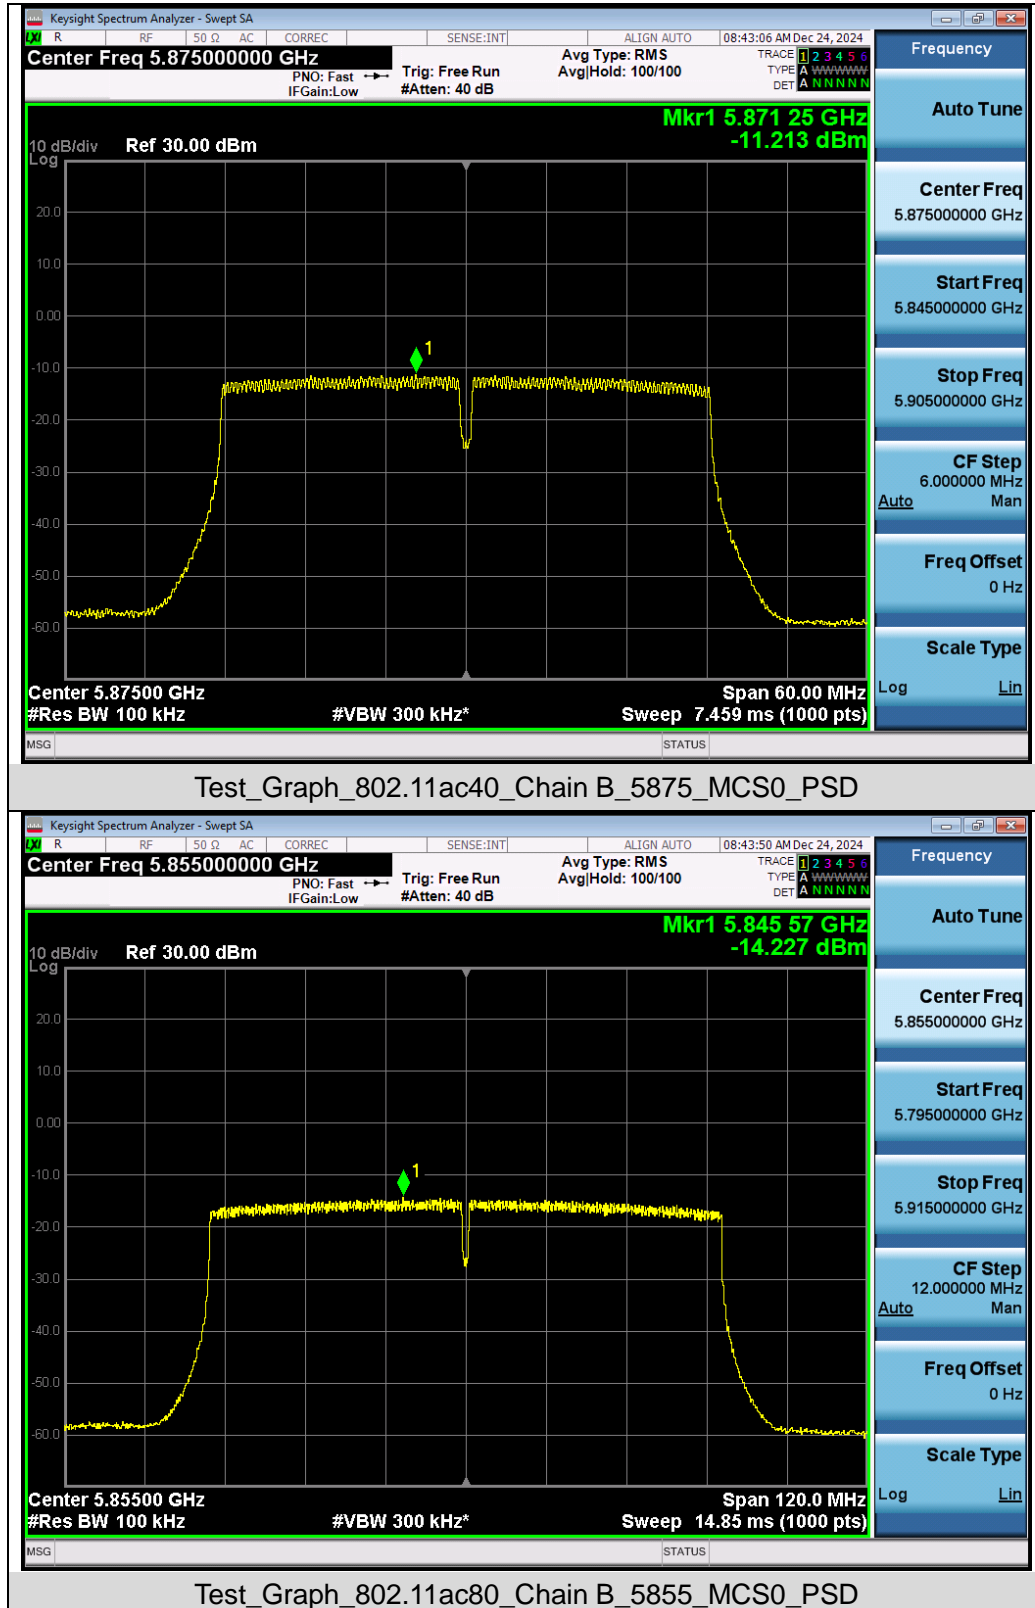 Keysight Spectrum Analyzer - Swept SA
LXI R RF 50 Ω AC CORREC SENSE:INT ALIGN AUTO 08:43:06 AM Dec 24, 2024
Center Freq 5.875000000 GHz
PNO: Fast
IFGain:Low
Trig: Free Run
#Atten: 40 dB
Avg Type: RMS
Avg|Hold: 100/100
TRACE 1 2 3 4 5 6
TYPE A WWWWW
DET A N N N N N
Mkr1 5.871 25 GHz
-11.213 dBm
10 dB/div Ref 30.00 dBm
Log
20.0
10.0
0.00
-10.0
-20.0
-30.0
-40.0
-50.0
-60.0
1
Center 5.87500 GHz Span 60.00 MHz
#Res BW 100 kHz #VBW 300 kHz* Sweep 7.459 ms (1000 pts)
MSG STATUS
Frequency
Auto Tune
Center Freq
5.875000000 GHz
Start Freq
5.845000000 GHz
Stop Freq
5.905000000 GHz
CF Step
6.000000 MHz
Auto Man
Freq Offset
0 Hz
Scale Type
Log Lin
Test_Graph_802.11ac40_Chain B_5875_MCS0_PSD
Keysight Spectrum Analyzer - Swept SA
LXI R RF 50 Ω AC CORREC SENSE:INT ALIGN AUTO 08:43:50 AM Dec 24, 2024
Center Freq 5.855000000 GHz
PNO: Fast
IFGain:Low
Trig: Free Run
#Atten: 40 dB
Avg Type: RMS
Avg|Hold: 100/100
TRACE 1 2 3 4 5 6
TYPE A WWWWW
DET A N N N N N
Mkr1 5.845 57 GHz
-14.227 dBm
10 dB/div Ref 30.00 dBm
Log
20.0
10.0
0.00
-10.0
-20.0
-30.0
-40.0
-50.0
-60.0
1
Center 5.85500 GHz Span 120.0 MHz
#Res BW 100 kHz #VBW 300 kHz* Sweep 14.85 ms (1000 pts)
MSG STATUS
Frequency
Auto Tune
Center Freq
5.855000000 GHz
Start Freq
5.795000000 GHz
Stop Freq
5.915000000 GHz
CF Step
12.000000 MHz
Auto Man
Freq Offset
0 Hz
Scale Type
Log Lin
Test_Graph_802.11ac80_Chain B_5855_MCS0_PSD